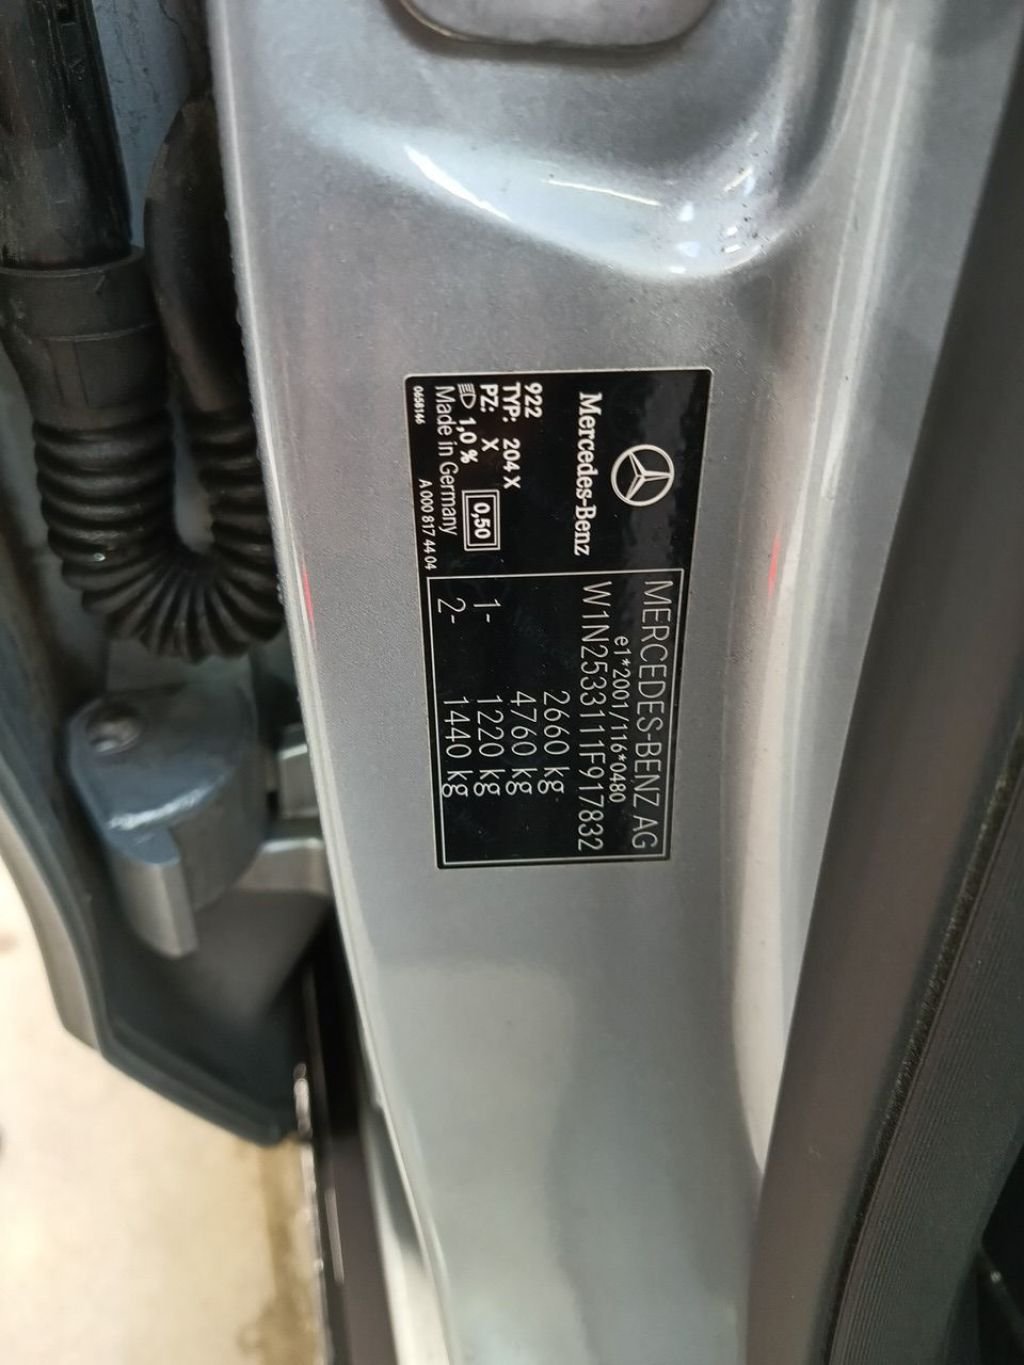 Mercedes-Benz
922
TYP: 204 X
PZ: X
1,0 %
0,50
Made in Germany
0658146
A 000 817 44 04
MERCEDES-BENZ AG
e1*2001/116*0480
W1N2533111F917832
2660 kg
4760 kg
1- 1220 kg
2- 1440 kg